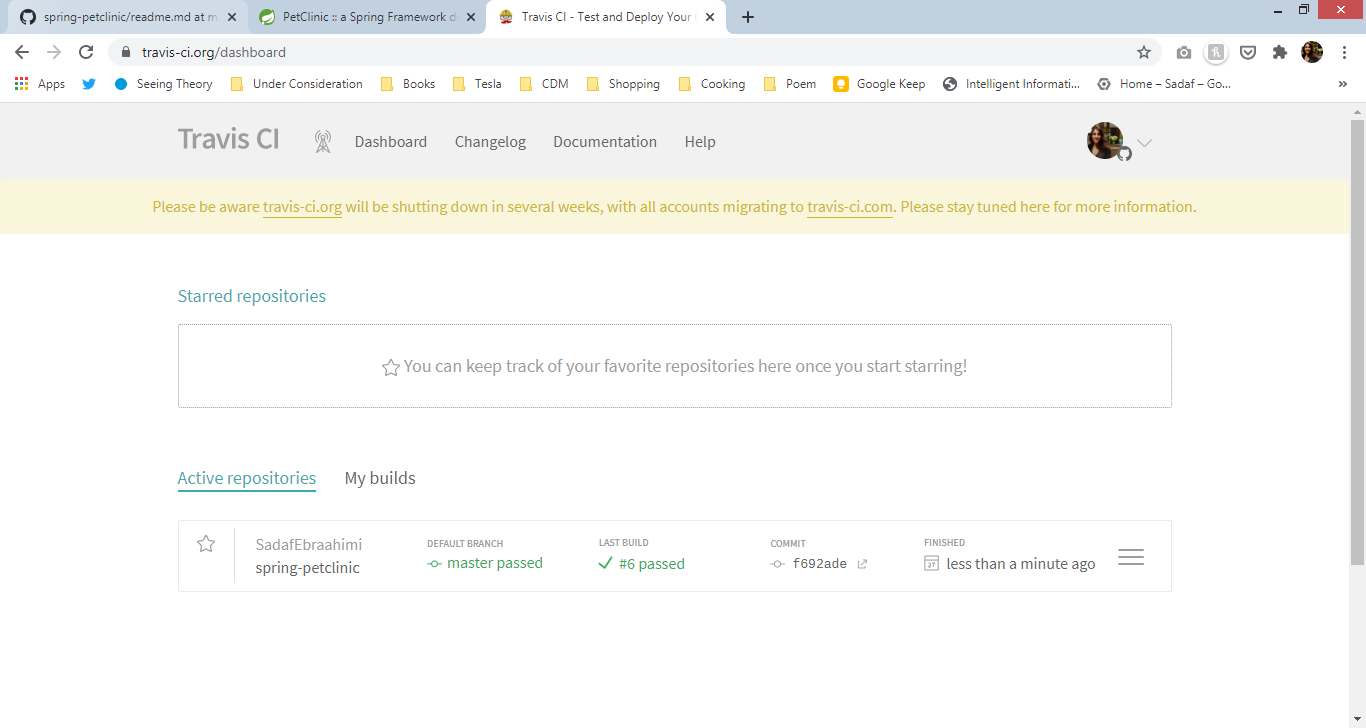 spring-petclinic/readme.md at m
PetClinic :: a Spring Framework d
Travis CI - Test and Deploy Your
travis-ci.org/dashboard
Apps
Seeing Theory
Under Consideration
Books
Tesla
CDM
Shopping
Cooking
Poem
Google Keep
Intelligent Informati...
Home – Sadaf – Go...
»
Travis CI
Dashboard
Changelog
Documentation
Help
Please be aware travis-ci.org will be shutting down in several weeks, with all accounts migrating to travis-ci.com. Please stay tuned here for more information.
Starred repositories
You can keep track of your favorite repositories here once you start starring!
Active repositories
My builds
SadafEbraahimi
spring-petclinic
DEFAULT BRANCH
master passed
LAST BUILD
#6 passed
COMMIT
f692ade
FINISHED
27
less than a minute ago